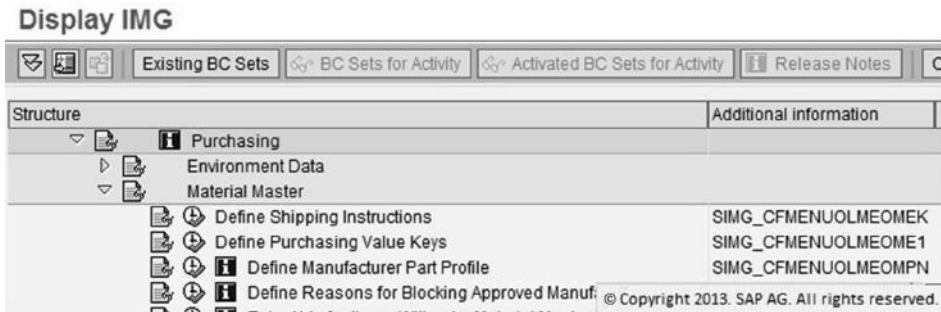 Display IMG
Existing BC Sets BC Sets for Activity Activated BC Sets for Activity Release Notes
Structure Additional information
Purchasing
Environment Data
Material Master
Define Shipping Instructions SIMG_CFMENUOLMEOMEK
Define Purchasing Value Keys SIMG_CFMENUOLMEOME1
Define Manufacturer Part Profile SIMG_CFMENUOLMEOMPN
Define Reasons for Blocking Approved Manuf
© Copyright 2013. SAP AG. All rights reserved.